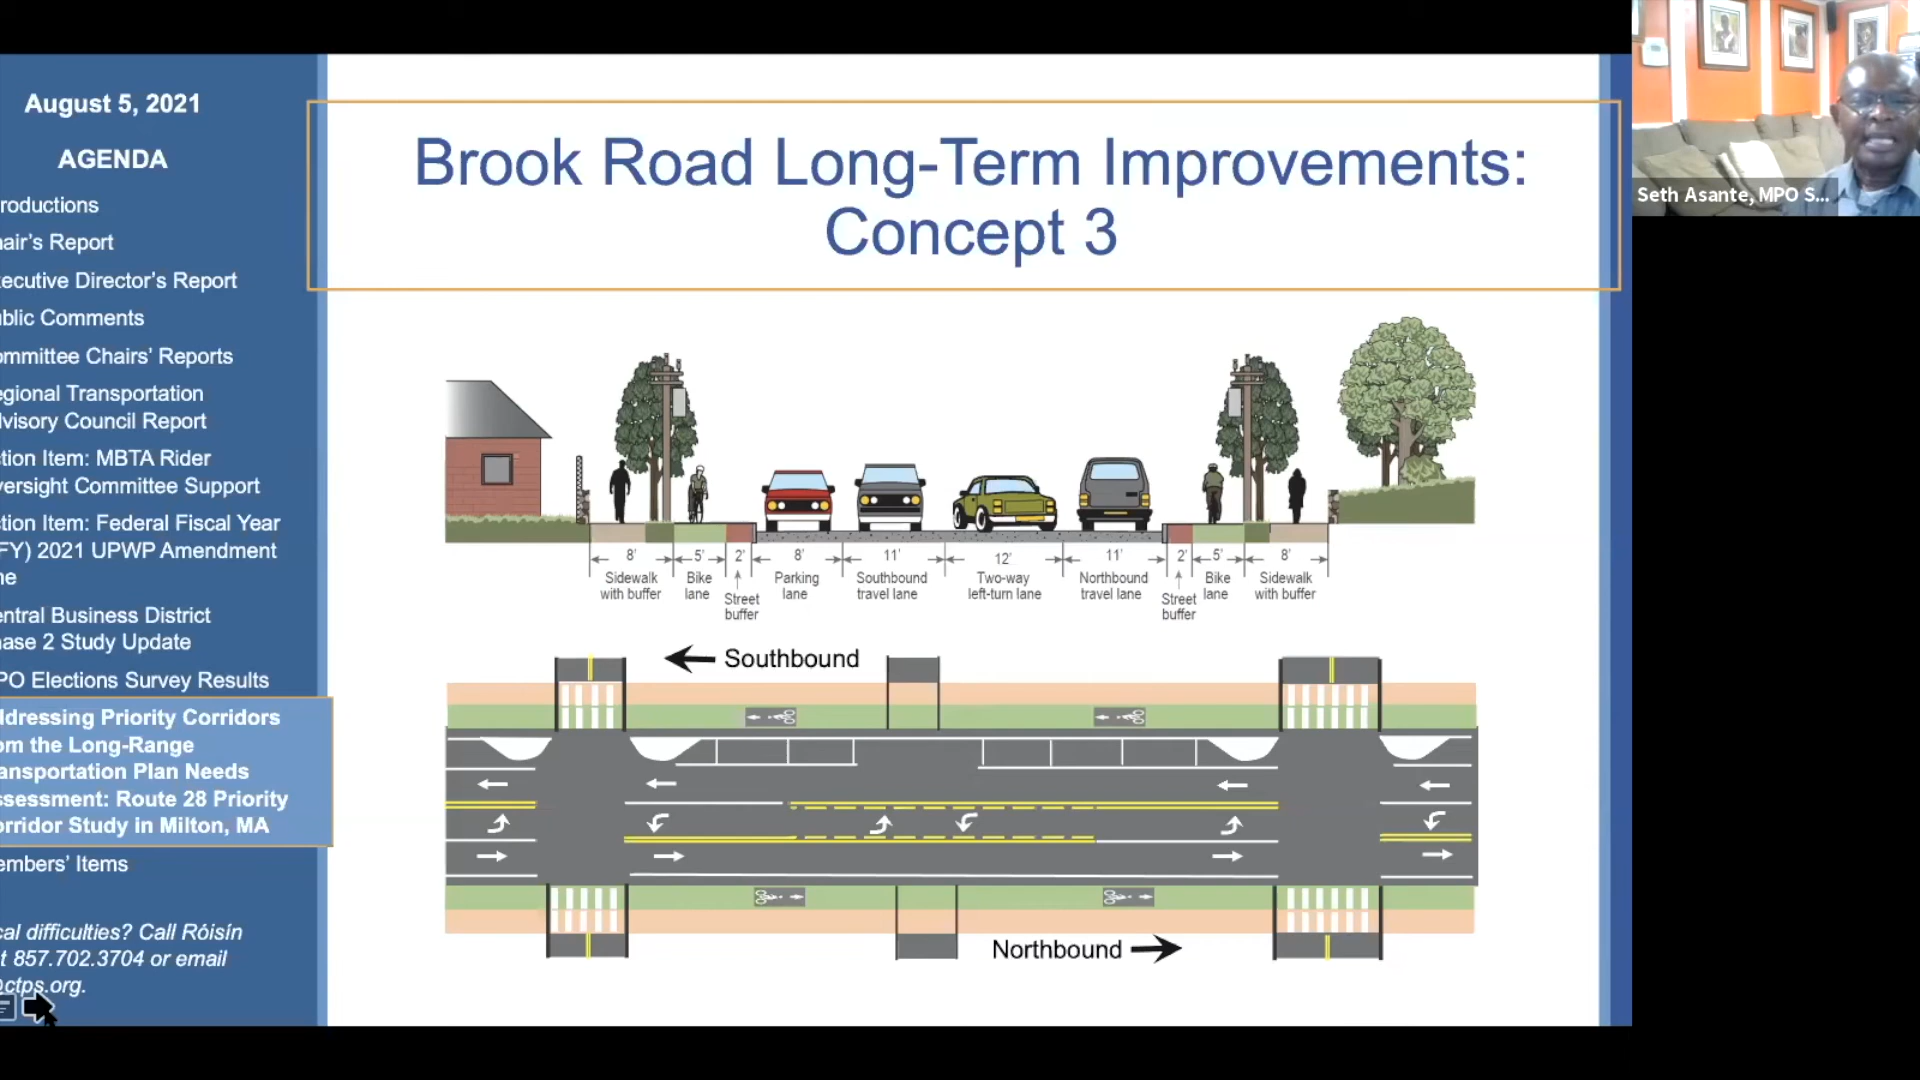 August 5, 2021
AGENDA
roductions
air's Report
ecutive Director's Report
blic Comments
ommittee Chairs' Reports
egional Transportation
lvisory Council Report
tion Item: MBTA Rider
versight Committee Support
tion Item: Federal Fiscal Year
FY) 2021 UPWP Amendment
ne
entral Business District
ase 2 Study Update
PO Elections Survey Results
ddressing Priority Corridors
om the Long-Range
ansportation Plan Needs
ssessment: Route 28 Priority
orridor Study in Milton, MA
embers' Items
cal difficulties? Call Róisín
t 857.702.3704 or email
@ctps.org.
Brook Road Long-Term Improvements:
Concept 3
8' 5' 2' 8' 11' 12' 11' 2' 5' 8'
Sidewalk with buffer
Bike lane
Street buffer
Parking lane
Southbound travel lane
Two-way left-turn lane
Northbound travel lane
Street buffer
Bike lane
Sidewalk with buffer
Southbound
Northbound
Seth Asante, MPO S...